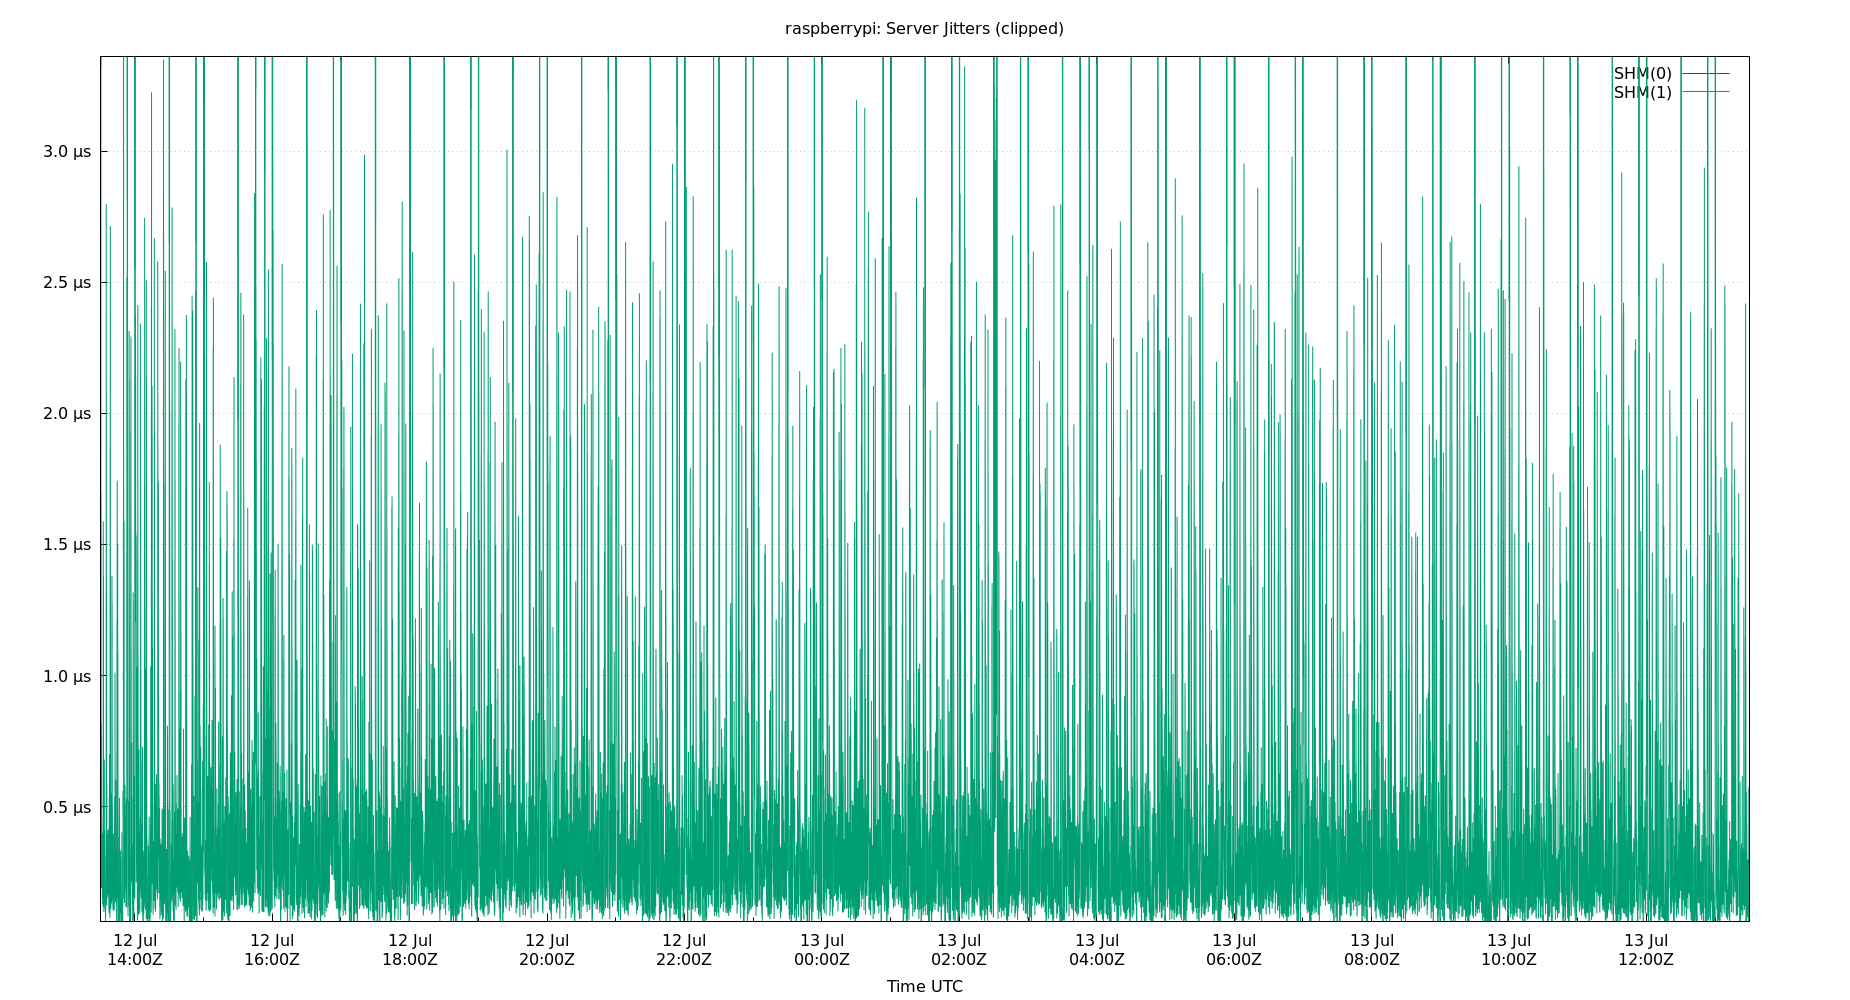 raspberrypi: Server Jitters (clipped)
SHM(0)
SHM(1)
3.0 µs
2.5 µs
2.0 µs
1.5 µs
1.0 µs
0.5 µs
12 Jul 12 Jul 12 Jul 12 Jul 12 Jul 13 Jul 13 Jul 13 Jul 13 Jul 13 Jul 13 Jul 13 Jul
14:00Z 16:00Z 18:00Z 20:00Z 22:00Z 00:00Z 02:00Z 04:00Z 06:00Z 08:00Z 10:00Z 12:00Z
Time UTC